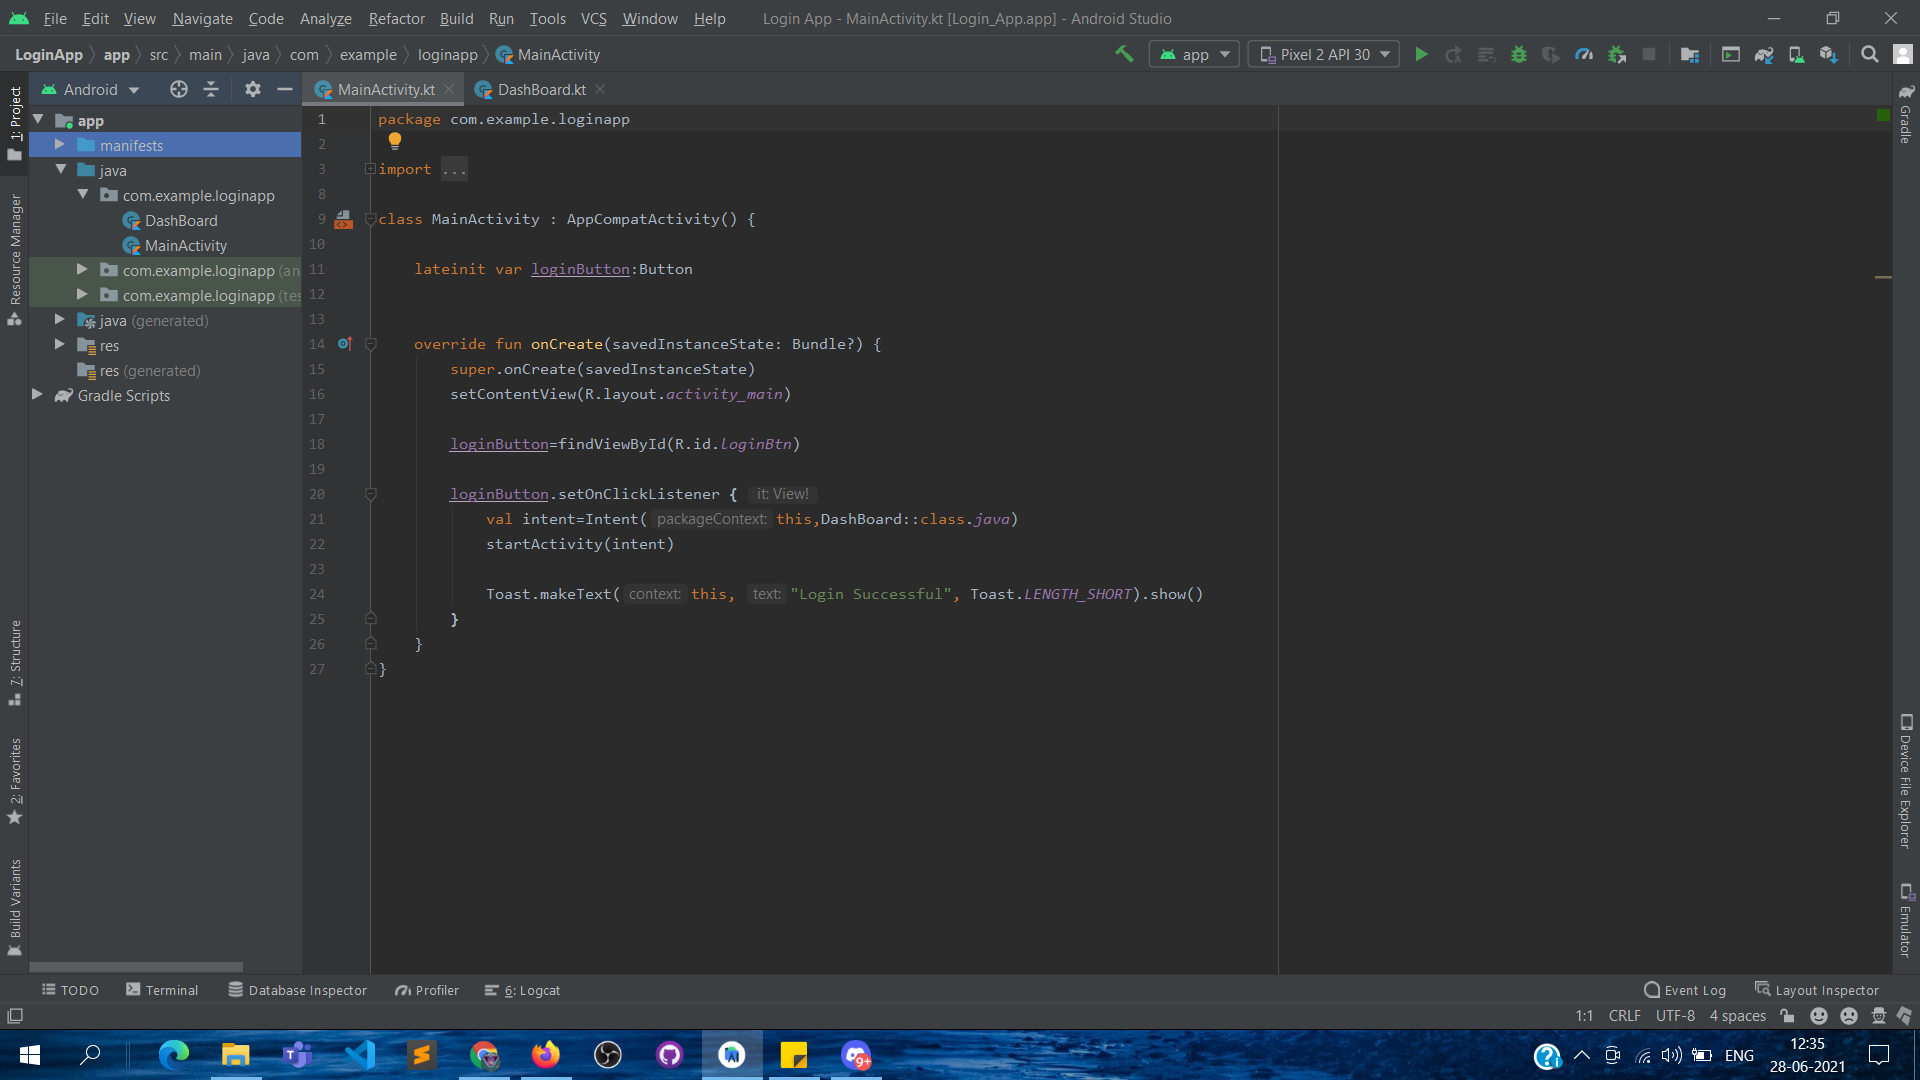 File Edit View Navigate Code Analyze Refactor Build Run Tools VCS Window Help Login App - MainActivity.kt [Login_App.app] - Android Studio
LoginApp app src main java com example loginapp MainActivity app Pixel 2 API 30
Android MainActivity.kt DashBoard.kt
1: Project
Resource Manager
7: Structure
2: Favorites
Build Variants
app
manifests
java
com.example.loginapp
DashBoard
MainActivity
com.example.loginapp (an
com.example.loginapp (tes
java (generated)
res
res (generated)
Gradle Scripts
1 package com.example.loginapp
2
3 import ...
8
9 class MainActivity : AppCompatActivity() {
10
11 lateinit var loginButton:Button
12
13
14 override fun onCreate(savedInstanceState: Bundle?) {
15 super.onCreate(savedInstanceState)
16 setContentView(R.layout.activity_main)
17
18 loginButton=findViewById(R.id.loginBtn)
19
20 loginButton.setOnClickListener { it: View!
21 val intent=Intent( packageContext: this,DashBoard::class.java)
22 startActivity(intent)
23
24 Toast.makeText( context: this, text: "Login Successful", Toast.LENGTH_SHORT).show()
25 }
26 }
27 }
Gradle
Device File Explorer
Emulator
TODO Terminal Database Inspector Profiler 6: Logcat Event Log Layout Inspector
1:1 CRLF UTF-8 4 spaces
9+
ENG
12:35
28-06-2021